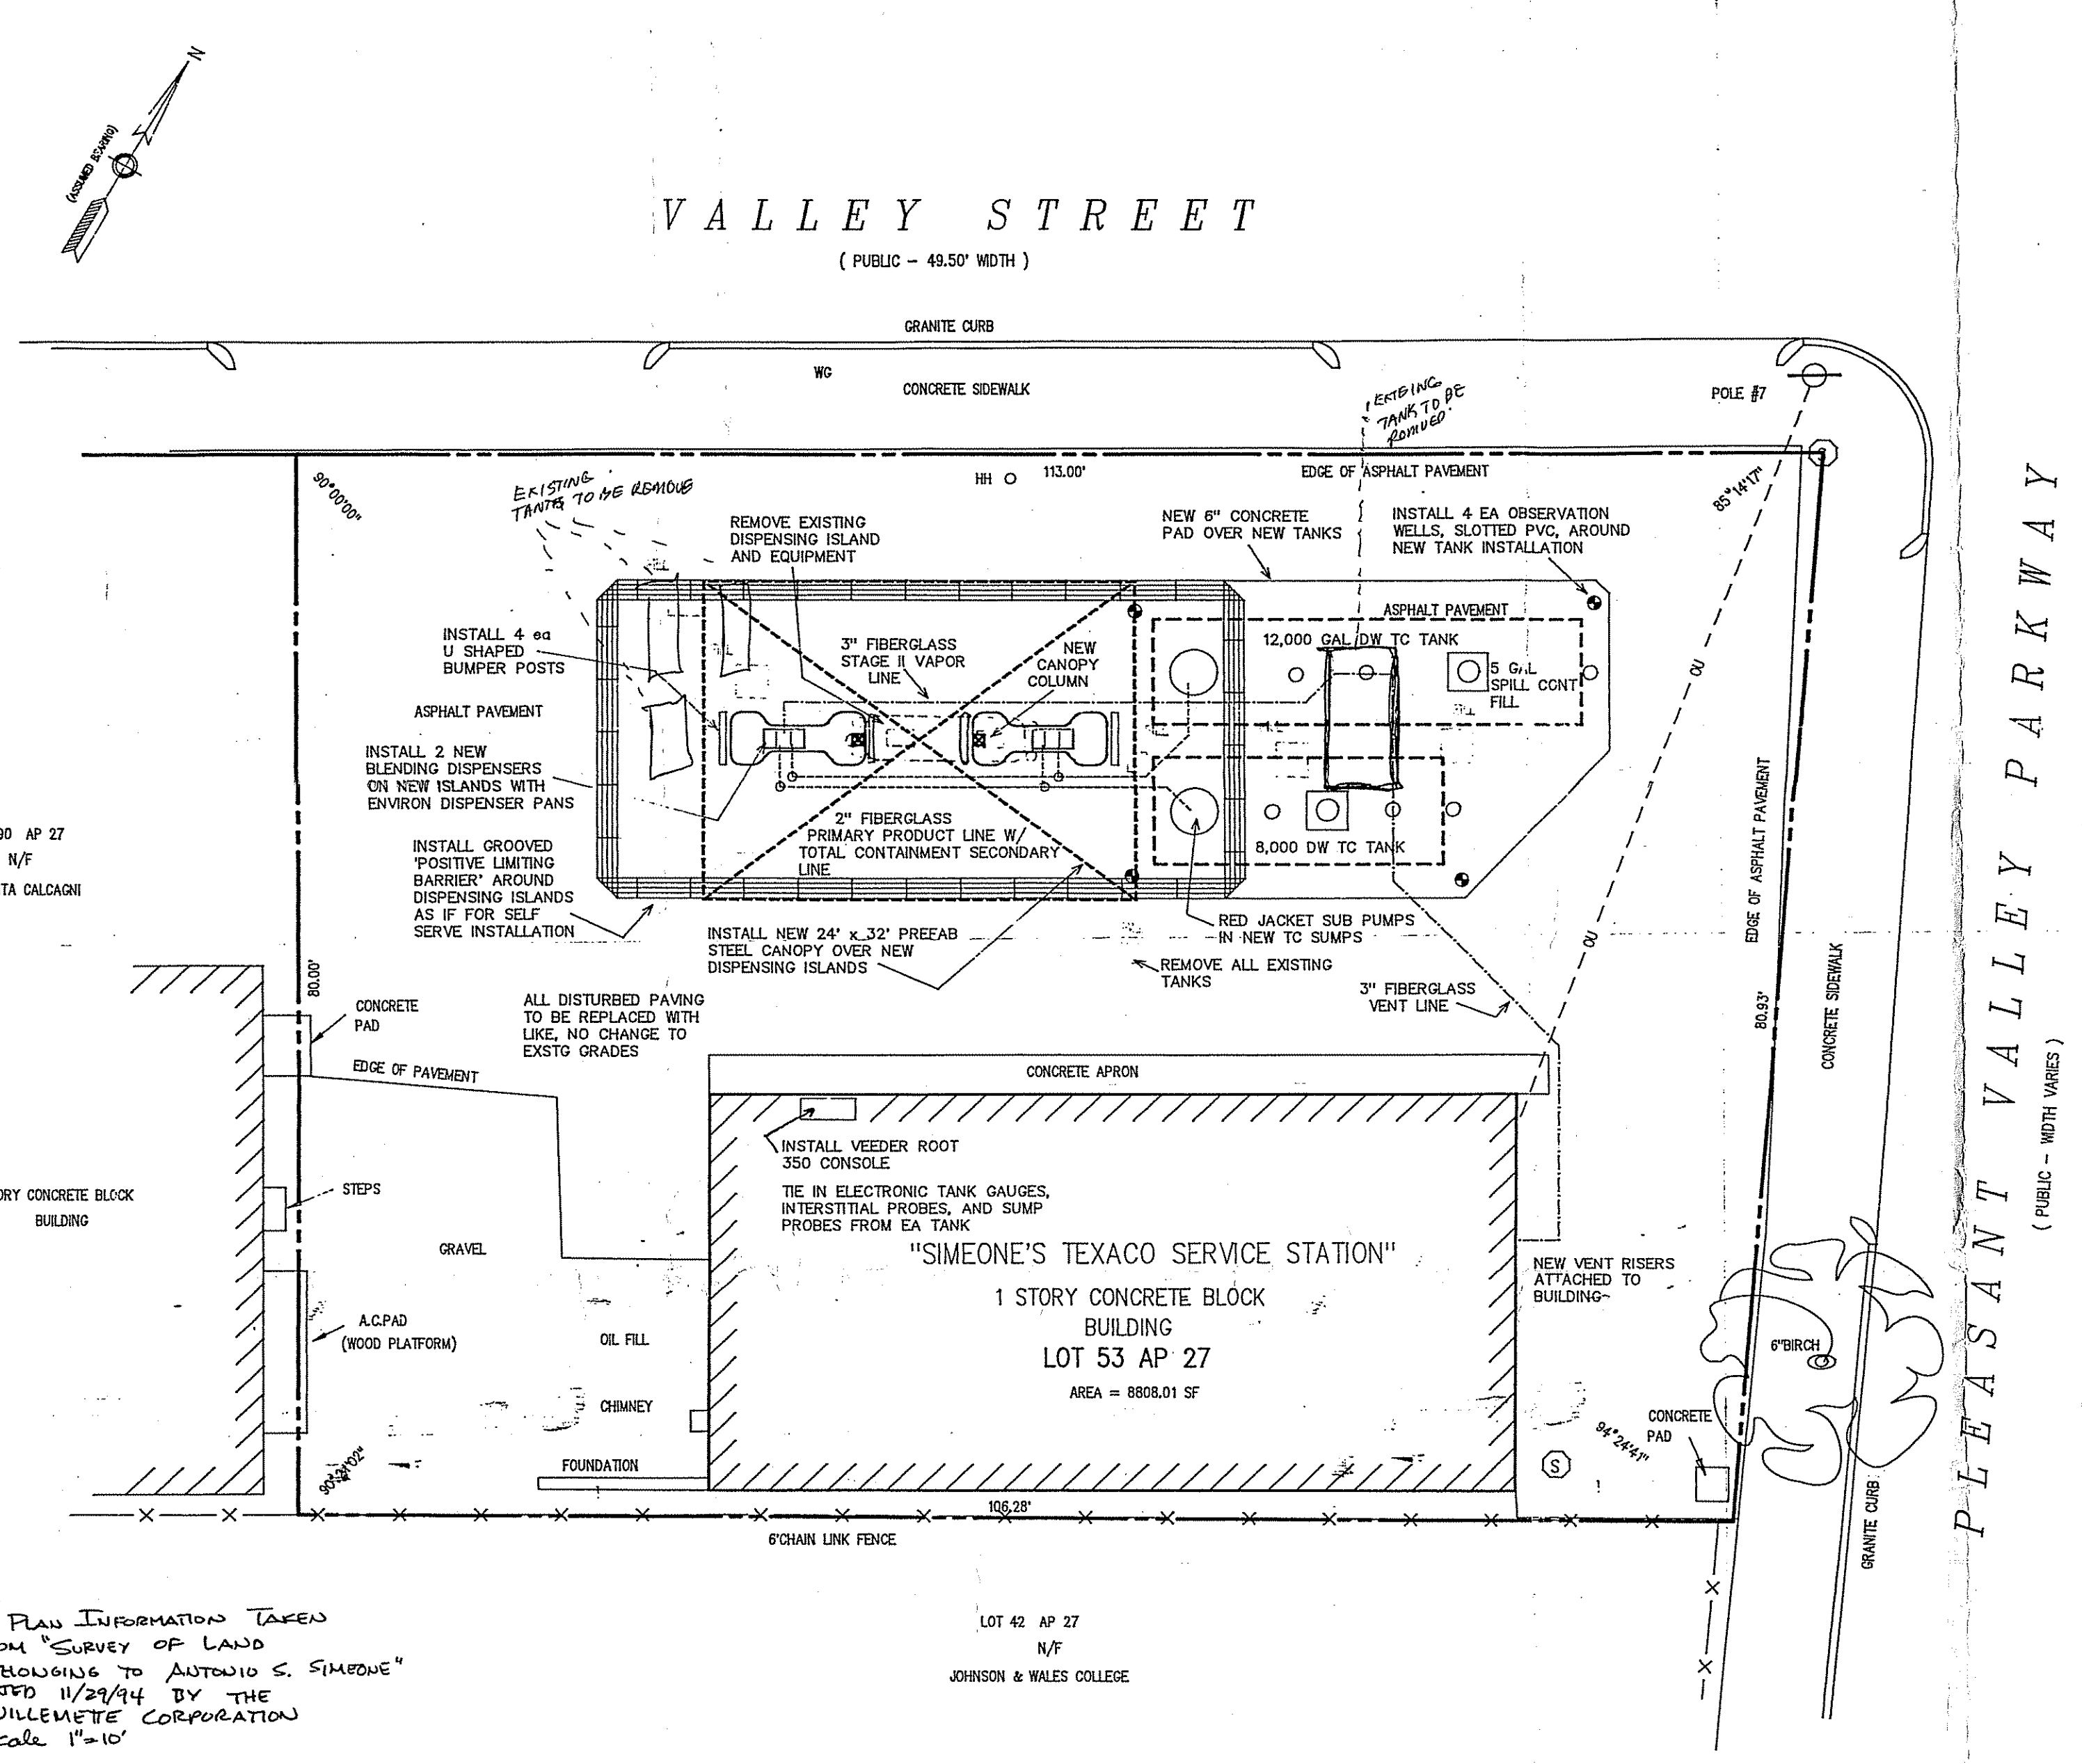 N
(ASSUMED BEARING)
VALLEY STREET
( PUBLIC - 49.50' WIDTH )
GRANITE CURB
WG
CONCRETE SIDEWALK
POLE #7
TANK TO BE
HH
113.00'
EDGE OF ASPHALT PAVEMENT
90°00'00"
85°14'17"
EXISTING
TO BE REMOVE
REMOVE EXISTING
DISPENSING ISLAND
AND EQUIPMENT
NEW 6" CONCRETE
PAD OVER NEW TANKS
INSTALL 4 EA OBSERVATION
WELLS, SLOTTED PVC, AROUND
NEW TANK INSTALLATION
ASPHALT PAVEMENT
12,000 GAL DW TC TANK
5 GAL
SPILL CONT
FILL
INSTALL 4 ea
U SHAPED
BUMPER POSTS
3" FIBERGLASS
STAGE II VAPOR
LINE
NEW
CANOPY
COLUMN
ASPHALT PAVEMENT
INSTALL 2 NEW
BLENDING DISPENSERS
ON NEW ISLANDS WITH
ENVIRON DISPENSER PANS
2" FIBERGLASS
PRIMARY PRODUCT LINE W/
TOTAL CONTAINMENT SECONDARY
LINE
8,000 DW TC TANK
INSTALL GROOVED
'POSITIVE LIMITING
BARRIER' AROUND
DISPENSING ISLANDS
AS IF FOR SELF
SERVE INSTALLATION
90 AP 27
N/F
TA CALCAGNI
INSTALL NEW 24' x 32' PREFAB
STEEL CANOPY OVER NEW
DISPENSING ISLANDS
RED JACKET SUB PUMPS
IN NEW TC SUMPS
REMOVE ALL EXISTING
TANKS
3" FIBERGLASS
VENT LINE
OU
OU
EDGE OF ASPHALT PAVEMENT
80.93'
CONCRETE SIDEWALK
PLEASANT VALLEY PARKWAY
( PUBLIC - WIDTH VARIES )
80.00'
CONCRETE
PAD
ALL DISTURBED PAVING
TO BE REPLACED WITH
LIKE, NO CHANGE TO
EXSTG GRADES
EDGE OF PAVEMENT
CONCRETE APRON
INSTALL VEEDER ROOT
350 CONSOLE
TIE IN ELECTRONIC TANK GAUGES,
INTERSTITIAL PROBES, AND SUMP
PROBES FROM EA TANK
"SIMEONE'S TEXACO SERVICE STATION"
1 STORY CONCRETE BLOCK
BUILDING
LOT 53 AP 27
AREA = 8808.01 SF
ORY CONCRETE BLOCK
BUILDING
STEPS
GRAVEL
A.C.PAD
(WOOD PLATFORM)
OIL FILL
CHIMNEY
FOUNDATION
NEW VENT RISERS
ATTACHED TO
BUILDING
6"BIRCH
CONCRETE
PAD
94°24'41"
S
GRANITE CURB
106.28'
6'CHAIN LINK FENCE
LOT 42 AP 27
N/F
JOHNSON & WALES COLLEGE
PLAN INFORMATION TAKEN
OM "SURVEY OF LAND
ELONGING TO ANTONIO S. SIMEONE"
TED 11/29/94 BY THE
UILLEMETTE CORPORATION
cale 1"=10'